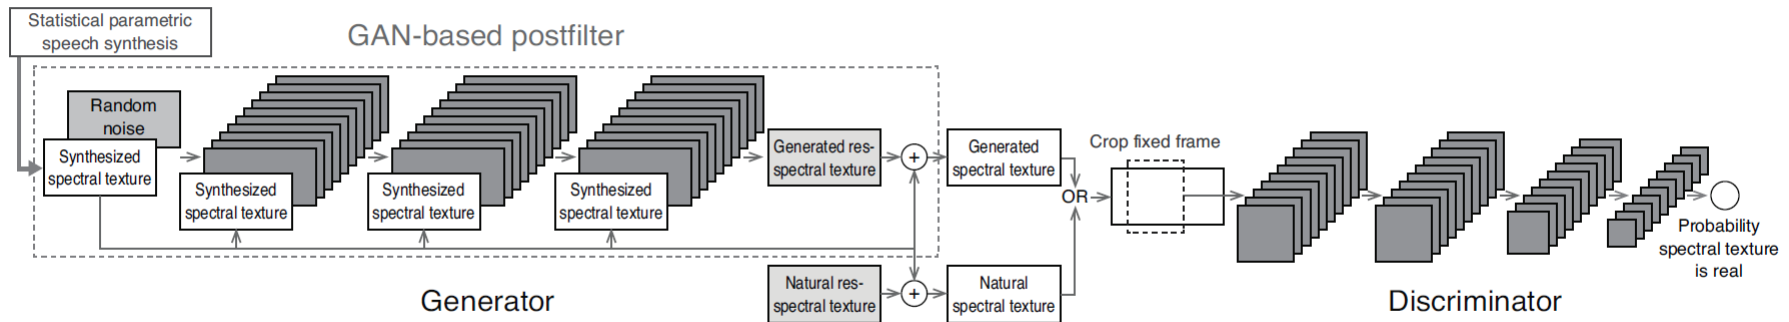 Statistical parametric
speech synthesis
GAN-based postfilter
Random
noise
Synthesized
spectral texture
Synthesized
spectral texture
Synthesized
spectral texture
Synthesized
spectral texture
Generated res-
spectral texture
+
Generated
spectral texture
Natural res-
spectral texture
+
Natural
spectral texture
OR
Crop fixed frame
Probability
spectral texture
is real
Generator
Discriminator